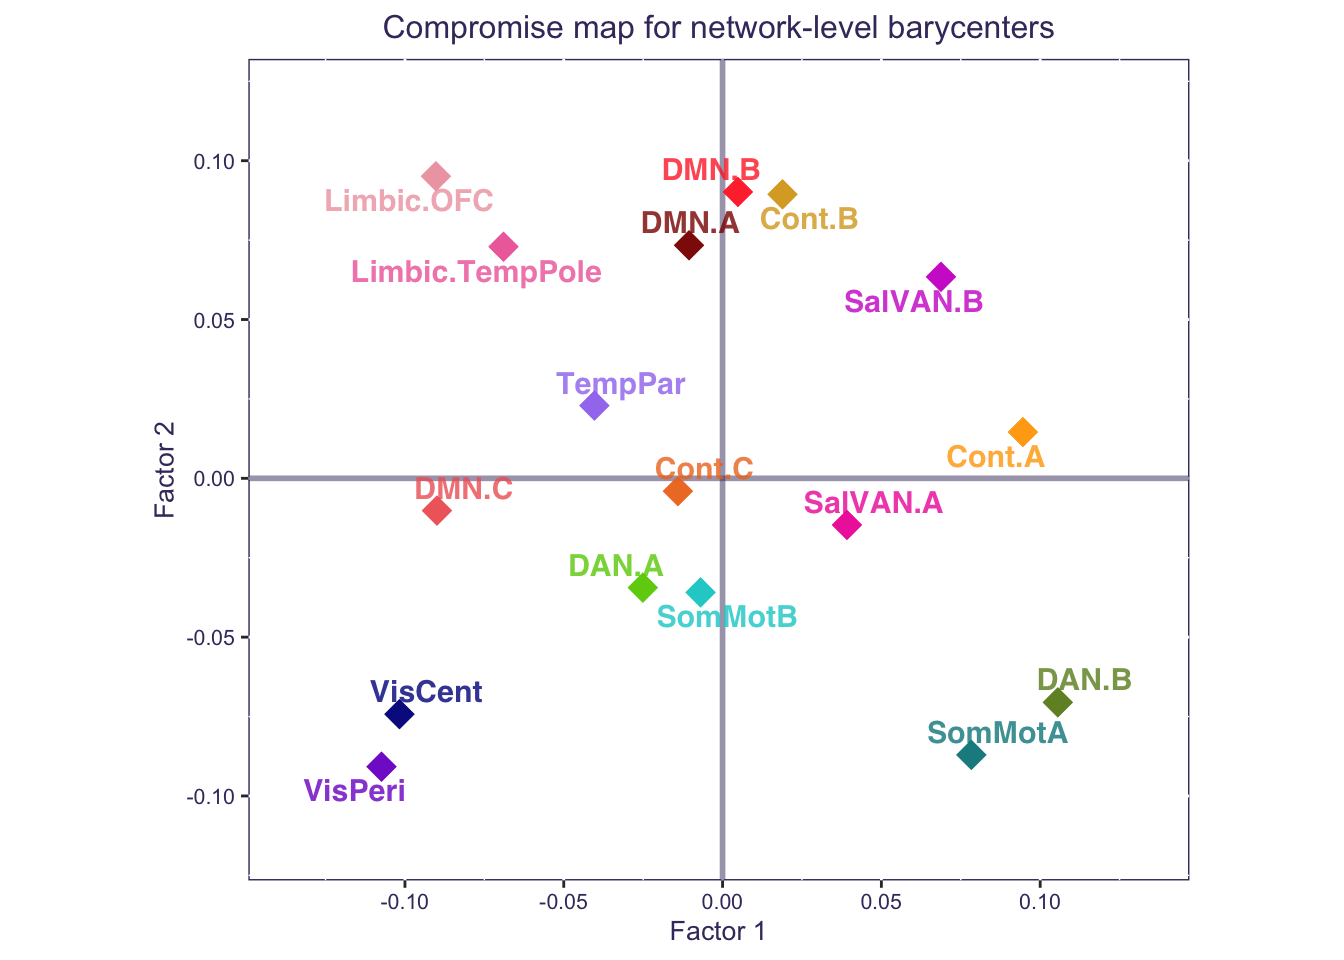 Compromise map for network-level barycenters
0.10
0.05
0.00
-0.05
-0.10
Factor 2
Limbic.OFC
Limbic.TempPole
DMN.B
Cont.B
DMN.A
SalVAN.B
TempPar
Cont.A
Cont.C
DMN.C
SalVAN.A
DAN.A
SomMotB
VisCent
VisPeri
DAN.B
SomMotA
-0.10
-0.05
0.00
0.05
0.10
Factor 1